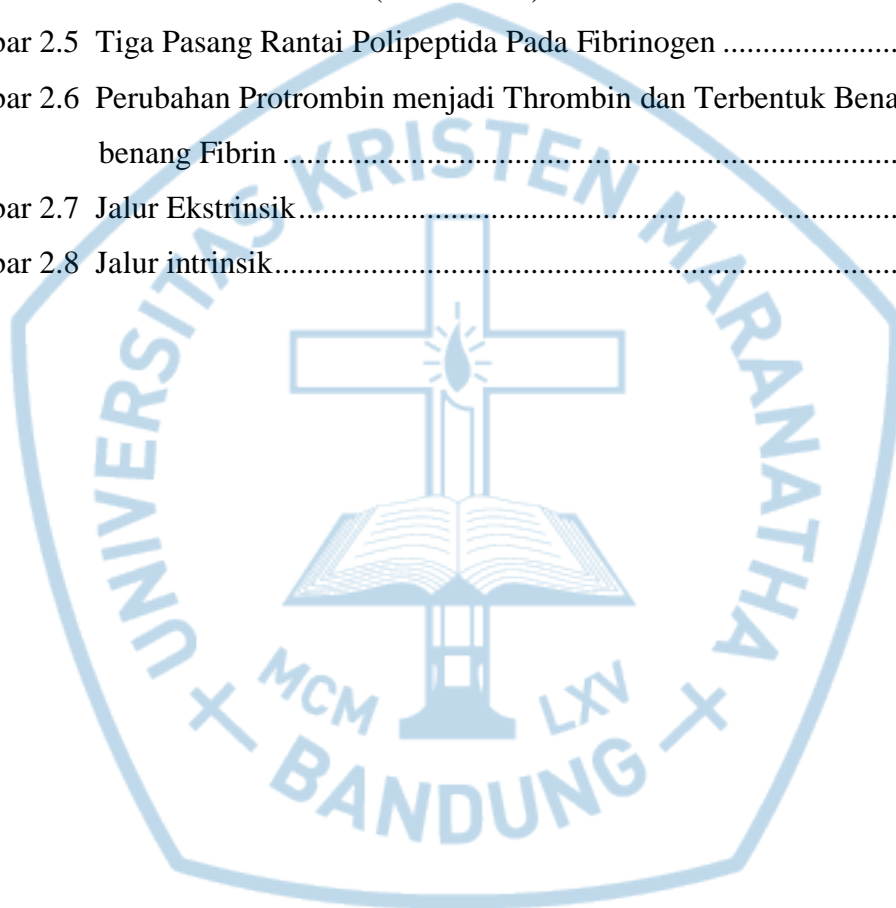 bar 2.5 Tiga Pasang Rantai Polipeptida Pada Fibrinogen ......................
bar 2.6 Perubahan Protrombin menjadi Thrombin dan Terbentuk Bena
benang Fibrin ............................................................................
bar 2.7 Jalur Ekstrinsik..........................................................................
bar 2.8 Jalur intrinsik.............................................................................
UNIVERSITAS KRISTEN MARANATHA
MCM LXV
BANDUNG